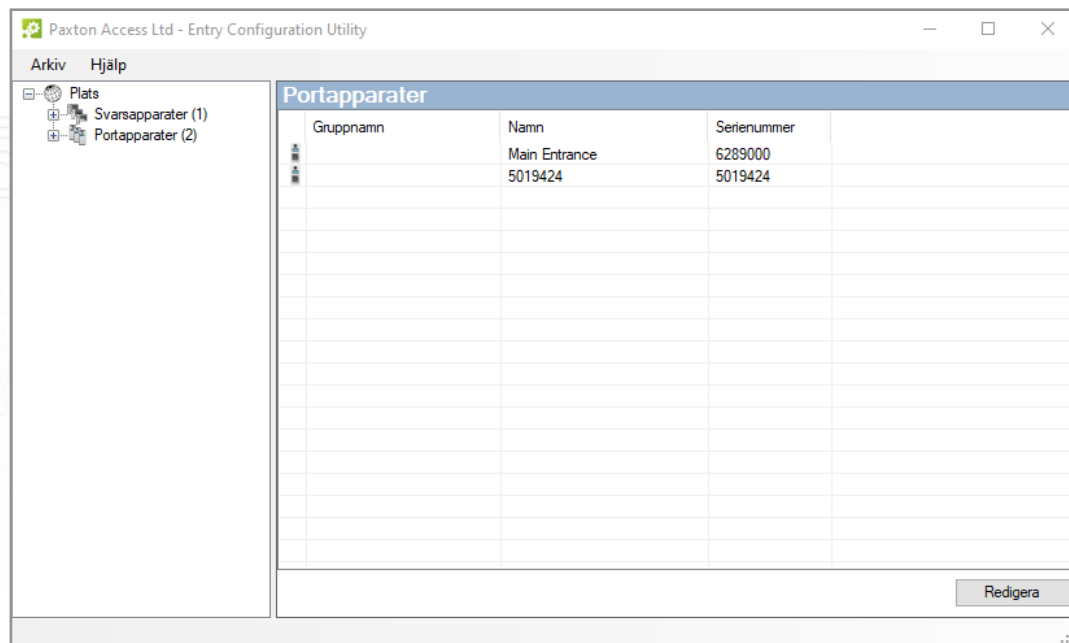 Paxton Access Ltd - Entry Configuration Utility
Arkiv Hjälp
Plats
Svarsapparater (1)
Portapparater (2)
Portapparater
Gruppnamn Namn Serienummer
Main Entrance 6289000
5019424 5019424
Redigera